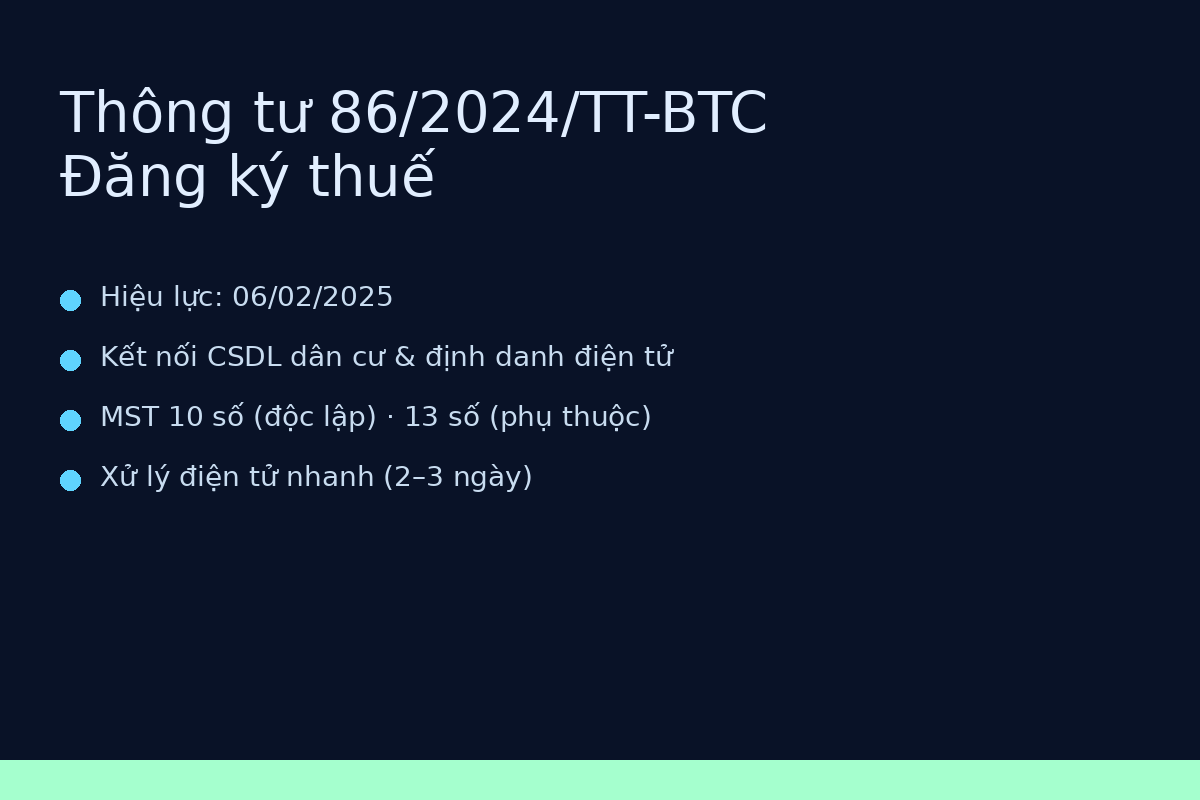 Thông tư 86/2024/TT-BTC
Đăng ký thuế
Hiệu lực: 06/02/2025
Kết nối CSDL dân cư & định danh điện tử
MST 10 số (độc lập) · 13 số (phụ thuộc)
Xử lý điện tử nhanh (2–3 ngày)